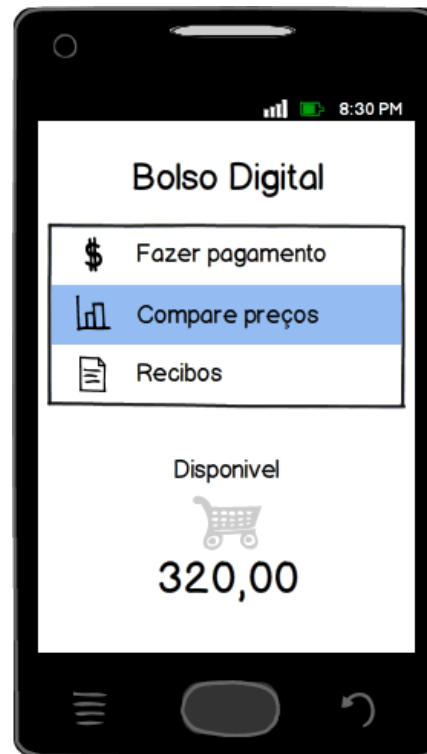 8:30 PM
Bolso Digital
$ Fazer pagamento
Compare preços
Recibos
Disponivel
320,00